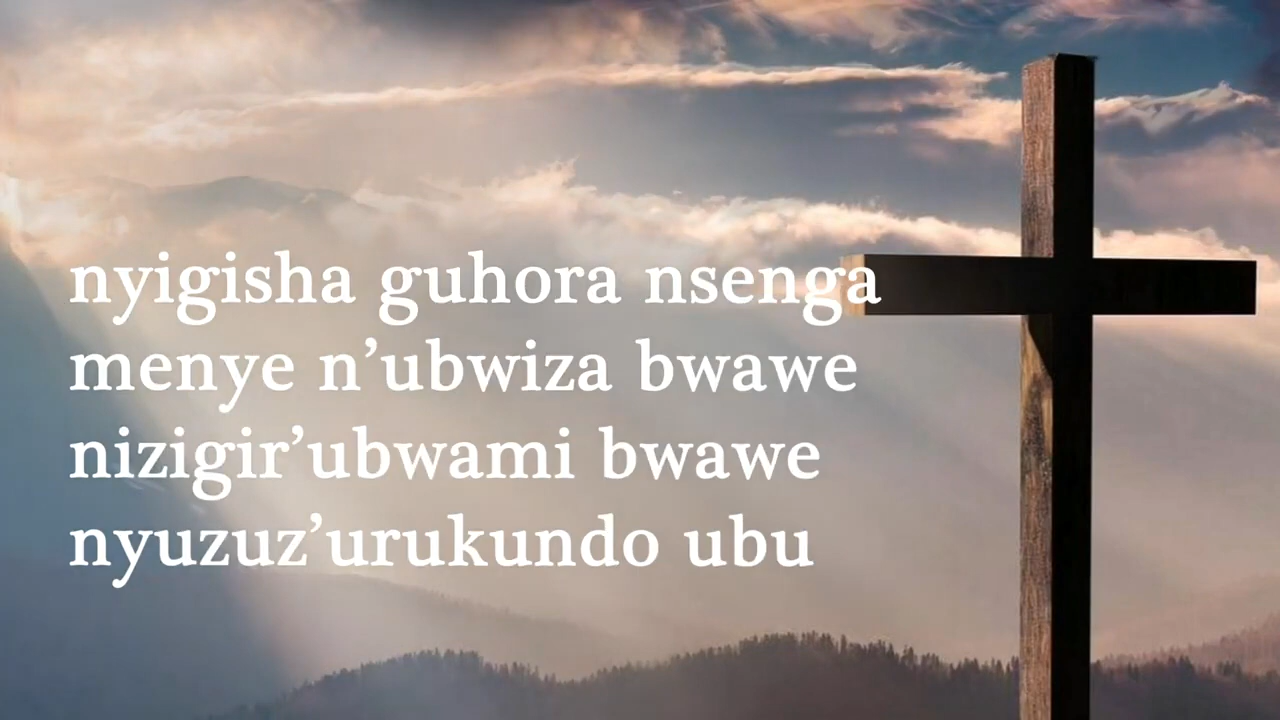 nyigisha guhora nsenga
menye n’ubwiza bwawe
nizigir’ubwami bwawe
nyuzuz’urukundo ubu